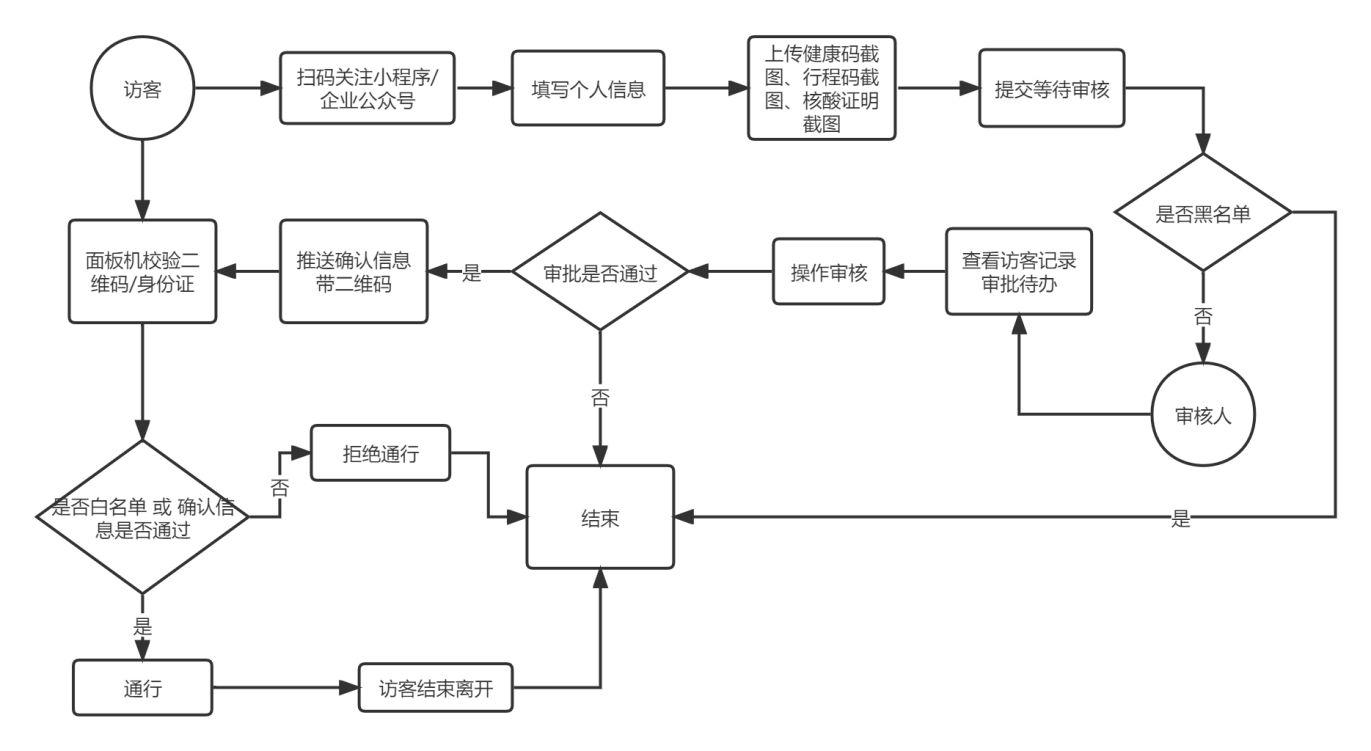 访客
扫码关注小程序/
企业公众号
填写个人信息
上传健康码截
图、行程码截
图、核酸证明
截图
提交等待审核
是否黑名单
面板机校验二
维码/身份证
推送确认信息
带二维码
是
审批是否通过
操作审核
查看访客记录
审批待办
否
审核人
否
拒绝通行
否
是否白名单 或 确认信
息是否通过
结束
是
是
通行
访客结束离开